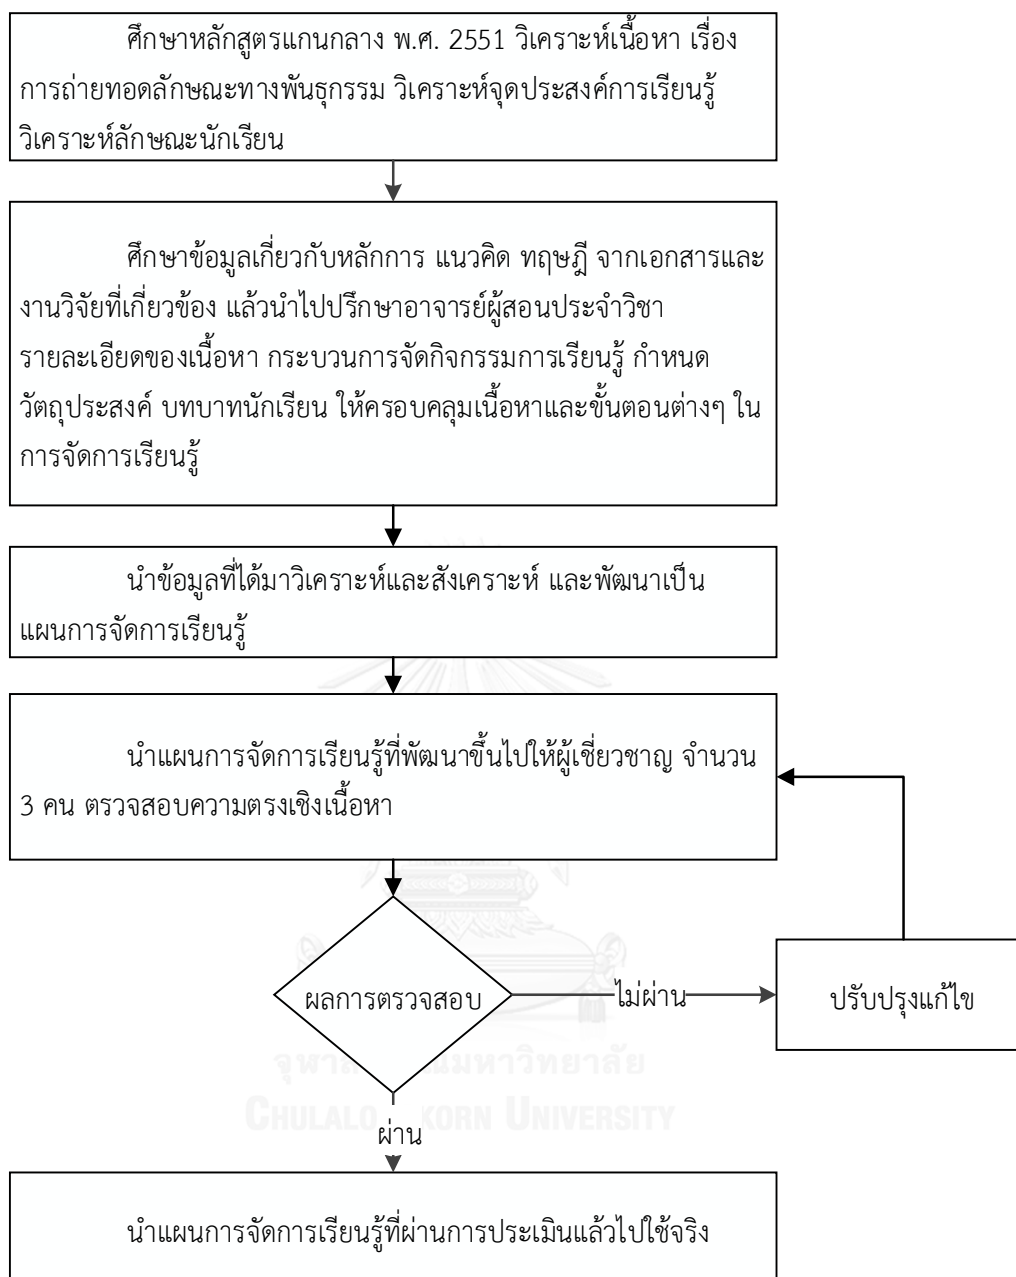 ศึกษาหลักสูตรแกนกลาง พ.ศ. 2551 วิเคราะห์เนื้อหา เรื่อง
การถ่ายทอดลักษณะทางพันธุกรรม วิเคราะห์จุดประสงค์การเรียนรู้
วิเคราะห์ลักษณะนักเรียน
ศึกษาข้อมูลเกี่ยวกับหลักการ แนวคิด ทฤษฎี จากเอกสารและ
งานวิจัยที่เกี่ยวข้อง แล้วนำไปปรึกษาอาจารย์ผู้สอนประจำวิชา
รายละเอียดของเนื้อหา กระบวนการจัดกิจกรรมการเรียนรู้ กำหนด
วัตถุประสงค์ บทบาทนักเรียน ให้ครอบคลุมเนื้อหาและขั้นตอนต่างๆ ใน
การจัดการเรียนรู้
นำข้อมูลที่ได้มาวิเคราะห์และสังเคราะห์ และพัฒนาเป็น
แผนการจัดการเรียนรู้
นำแผนการจัดการเรียนรู้ที่พัฒนาขึ้นไปให้ผู้เชี่ยวชาญ จำนวน
3 คน ตรวจสอบความตรงเชิงเนื้อหา
ผลการตรวจสอบ
ไม่ผ่าน
ปรับปรุงแก้ไข
มหาวิทยาลัย
UNIVERSITY
ผ่าน
นำแผนการจัดการเรียนรู้ที่ผ่านการประเมินแล้วไปใช้จริง